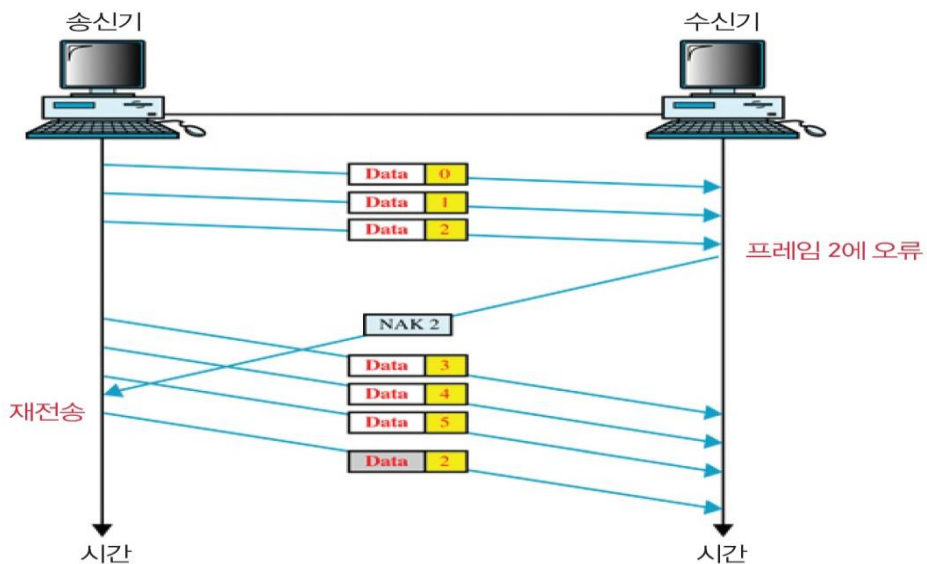 송신기
수신기
Data 0
Data 1
Data 2
프레임 2에 오류
NAK 2
Data 3
Data 4
재전송
Data 5
Data 2
시간
시간